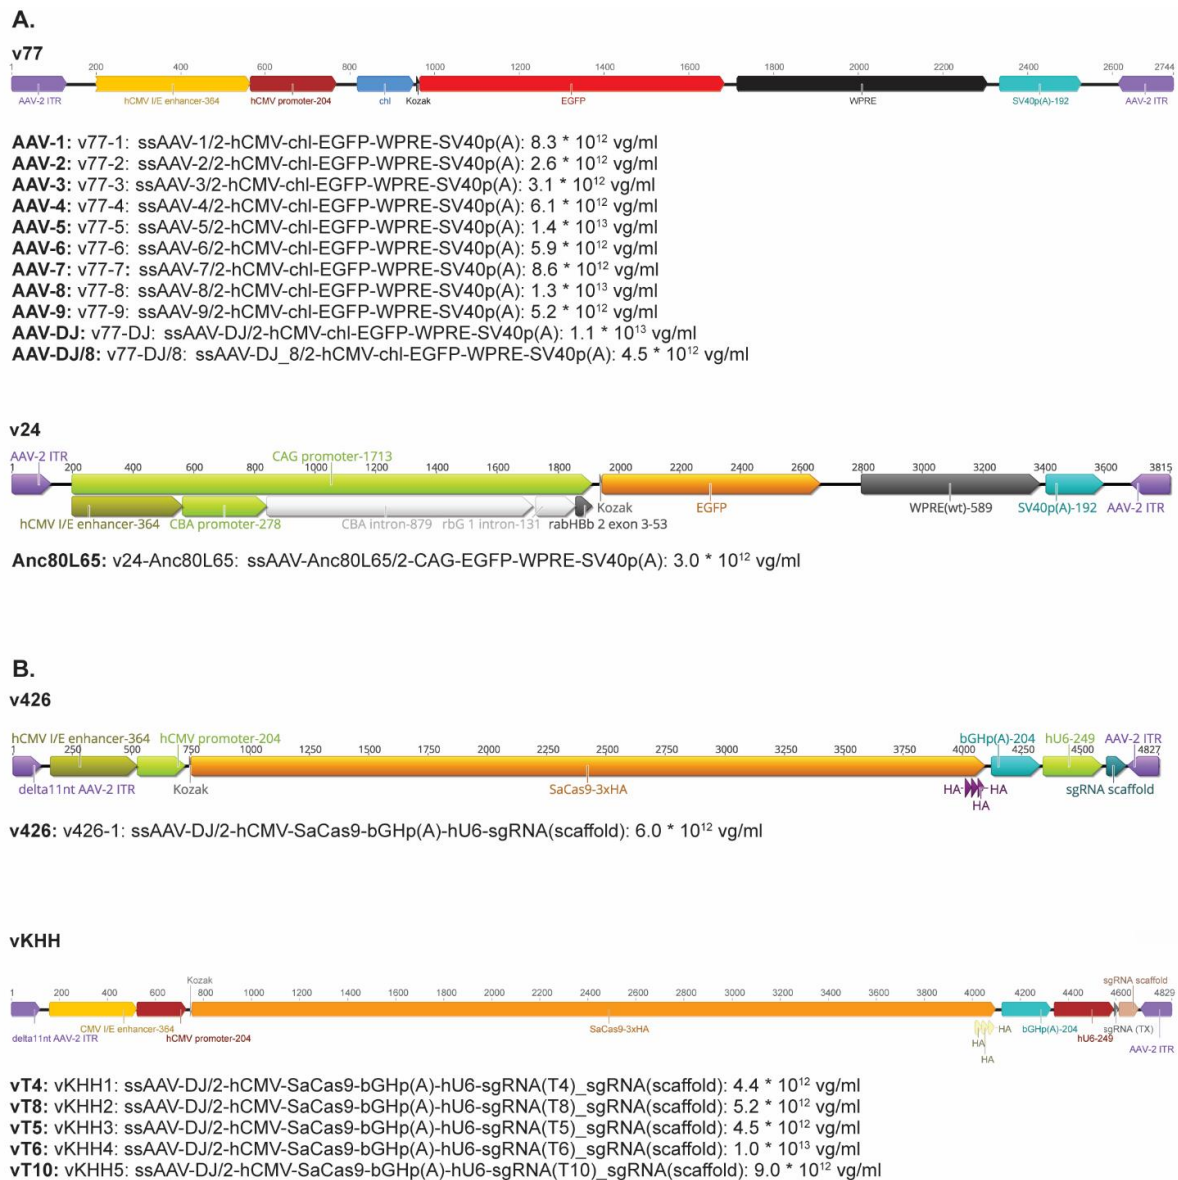 A.
v77
1 200 400 600 800 1000 1200 1400 1600 1800 2000 2200 2400 2600 2744
AAV-2 ITR hCMV I/E enhancer-364 hCMV promoter-204 chI Kozak EGFP WPRE SV40p(A)-192 AAV-2 ITR
AAV-1: v77-1: ssAAV-1/2-hCMV-chI-EGFP-WPRE-SV40p(A): 8.3 * 10¹² vg/ml
AAV-2: v77-2: ssAAV-2/2-hCMV-chI-EGFP-WPRE-SV40p(A): 2.6 * 10¹² vg/ml
AAV-3: v77-3: ssAAV-3/2-hCMV-chI-EGFP-WPRE-SV40p(A): 3.1 * 10¹² vg/ml
AAV-4: v77-4: ssAAV-4/2-hCMV-chI-EGFP-WPRE-SV40p(A): 6.1 * 10¹² vg/ml
AAV-5: v77-5: ssAAV-5/2-hCMV-chI-EGFP-WPRE-SV40p(A): 1.4 * 10¹³ vg/ml
AAV-6: v77-6: ssAAV-6/2-hCMV-chI-EGFP-WPRE-SV40p(A): 5.9 * 10¹² vg/ml
AAV-7: v77-7: ssAAV-7/2-hCMV-chI-EGFP-WPRE-SV40p(A): 8.6 * 10¹² vg/ml
AAV-8: v77-8: ssAAV-8/2-hCMV-chI-EGFP-WPRE-SV40p(A): 1.3 * 10¹³ vg/ml
AAV-9: v77-9: ssAAV-9/2-hCMV-chI-EGFP-WPRE-SV40p(A): 5.2 * 10¹² vg/ml
AAV-DJ: v77-DJ: ssAAV-DJ/2-hCMV-chI-EGFP-WPRE-SV40p(A): 1.1 * 10¹³ vg/ml
AAV-DJ/8: v77-DJ/8: ssAAV-DJ_8/2-hCMV-chI-EGFP-WPRE-SV40p(A): 4.5 * 10¹² vg/ml
v24
AAV-2 ITR CAG promoter-1713
1 200 400 600 800 1000 1200 1400 1600 1800 2000 2200 2400 2600 2800 3000 3200 3400 3600 3815
Kozak EGFP WPRE(wt)-589 SV40p(A)-192 AAV-2 ITR
hCMV I/E enhancer-364 CBA promoter-278 CBA intron-879 rbG 1 intron-131 rabHBb 2 exon 3-53
Anc80L65: v24-Anc80L65: ssAAV-Anc80L65/2-CAG-EGFP-WPRE-SV40p(A): 3.0 * 10¹² vg/ml
B.
v426
hCMV I/E enhancer-364 hCMV promoter-204 bGHp(A)-204 hU6-249 AAV-2 ITR
1 250 500 750 1000 1250 1500 1750 2000 2250 2500 2750 3000 3250 3500 3750 4000 4250 4500 4827
delta11nt AAV-2 ITR Kozak SaCas9-3xHA HA HA sgRNA scaffold
HA
v426: v426-1: ssAAV-DJ/2-hCMV-SaCas9-bGHp(A)-hU6-sgRNA(scaffold): 6.0 * 10¹² vg/ml
vKHH
Kozak sgRNA scaffold
1 200 400 600 800 1000 1200 1400 1600 1800 2000 2200 2400 2600 2800 3000 3200 3400 3600 3800 4000 4200 4400 4600 4829
CMV I/E enhancer-364 SaCas9-3xHA HA bGHp(A)-204 sgRNA (TX)
delta11nt AAV-2 ITR hCMV promoter-204 HA hU6-249
HA AAV-2 ITR
vT4: vKHH1: ssAAV-DJ/2-hCMV-SaCas9-bGHp(A)-hU6-sgRNA(T4)_sgRNA(scaffold): 4.4 * 10¹² vg/ml
vT8: vKHH2: ssAAV-DJ/2-hCMV-SaCas9-bGHp(A)-hU6-sgRNA(T8)_sgRNA(scaffold): 5.2 * 10¹² vg/ml
vT5: vKHH3: ssAAV-DJ/2-hCMV-SaCas9-bGHp(A)-hU6-sgRNA(T5)_sgRNA(scaffold): 4.5 * 10¹² vg/ml
vT6: vKHH4: ssAAV-DJ/2-hCMV-SaCas9-bGHp(A)-hU6-sgRNA(T6)_sgRNA(scaffold): 1.0 * 10¹³ vg/ml
vT10: vKHH5: ssAAV-DJ/2-hCMV-SaCas9-bGHp(A)-hU6-sgRNA(T10)_sgRNA(scaffold): 9.0 * 10¹² vg/ml